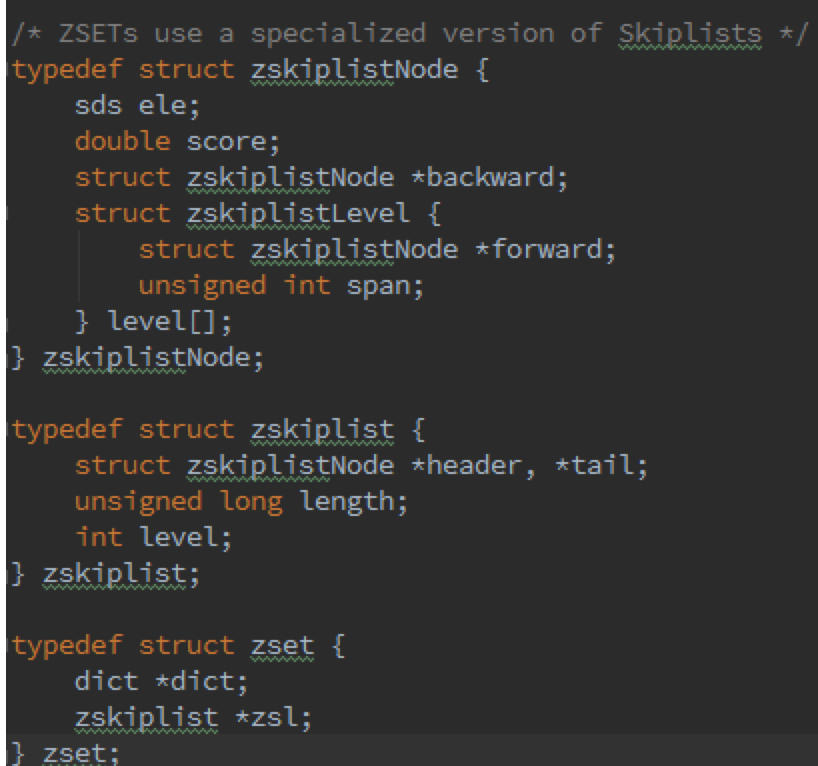 /* ZSETs use a specialized version of Skiplists */
typedef struct zskiplistNode {
    sds ele;
    double score;
    struct zskiplistNode *backward;
    struct zskiplistLevel {
        struct zskiplistNode *forward;
        unsigned int span;
    } level[];
} zskiplistNode;

typedef struct zskiplist {
    struct zskiplistNode *header, *tail;
    unsigned long length;
    int level;
} zskiplist;

typedef struct zset {
    dict *dict;
    zskiplist *zsl;
} zset;